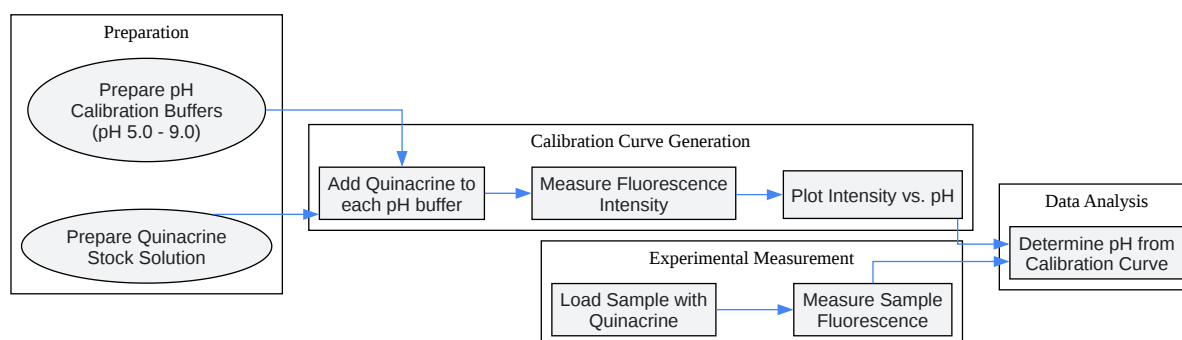 Preparation
Prepare pH
Calibration Buffers
(pH 5.0 - 9.0)
Prepare Quinacrine
Stock Solution
Calibration Curve Generation
Add Quinacrine to
each pH buffer
Measure Fluorescence
Intensity
Plot Intensity vs. pH
Experimental Measurement
Load Sample with
Quinacrine
Measure Sample
Fluorescence
Data Analysis
Determine pH from
Calibration Curve